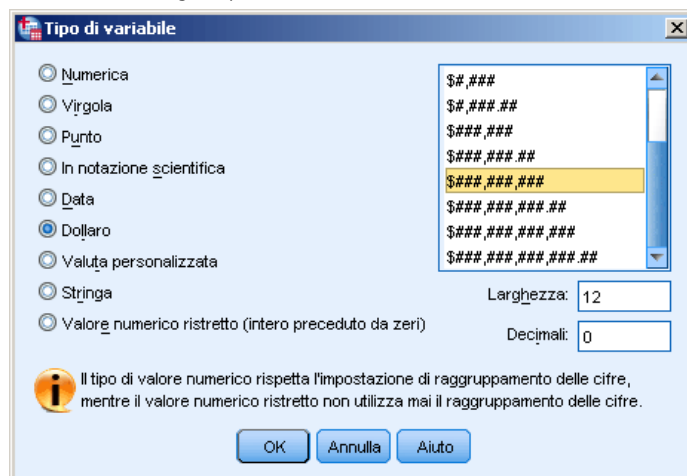 Tipo di variabile
Numerica
Virgola
Punto
In notazione scientifica
Data
Dollaro
Valuta personalizzata
Stringa
Valore numerico ristretto (intero preceduto da zeri)
$#,###
$#,###.##
$###,###
$###,###.##
$###,###,###
$###,###,###.##
$###,###,###,###
$###,###,###,###.##
Larghezza: 12
Decimali: 0
Il tipo di valore numerico rispetta l'impostazione di raggruppamento delle cifre,
mentre il valore numerico ristretto non utilizza mai il raggruppamento delle cifre.
OK Annulla Aiuto